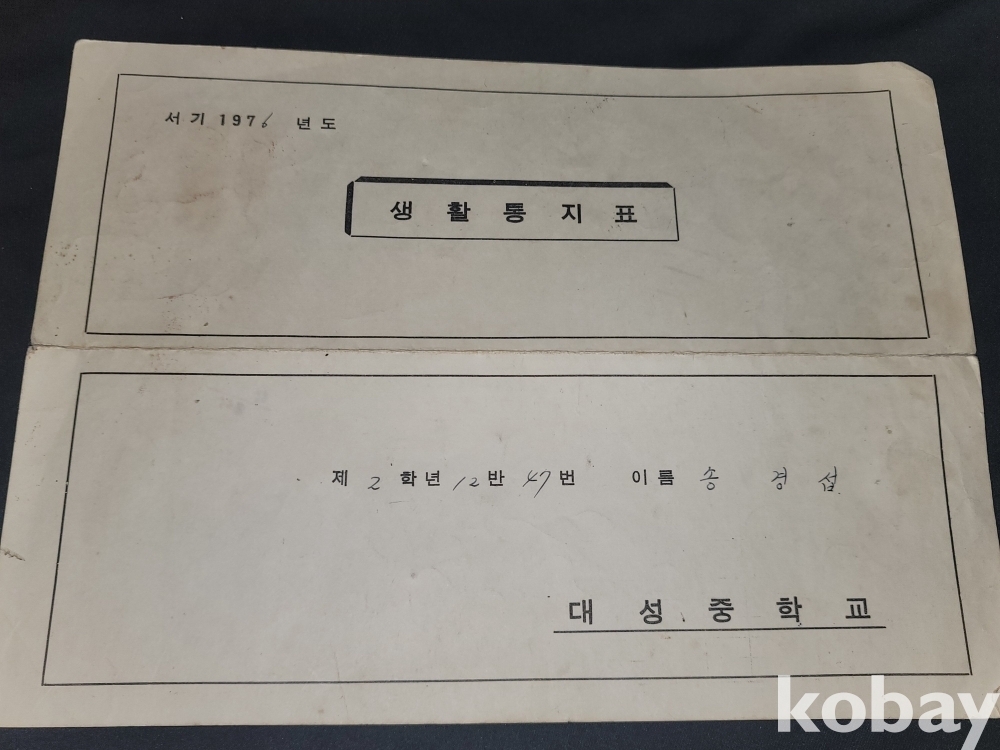 서기 1976 년도
생활통지표
제 2 학년 12 반 47 번 이름 송 경 섭
대성중학교
kobay